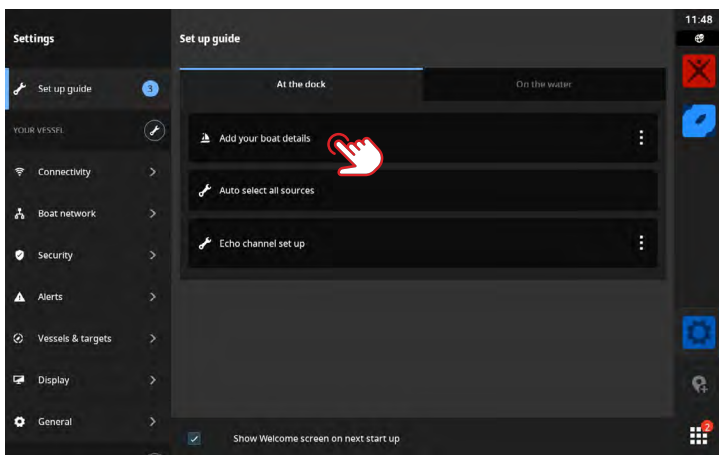 11:48
Settings
Set up guide
Set up guide
3
At the dock
On the water
YOUR VESSEL
Add your boat details
Connectivity
Auto select all sources
Boat network
Echo channel set up
Security
Alerts
Vessels & targets
Display
General
2
Show Welcome screen on next start up